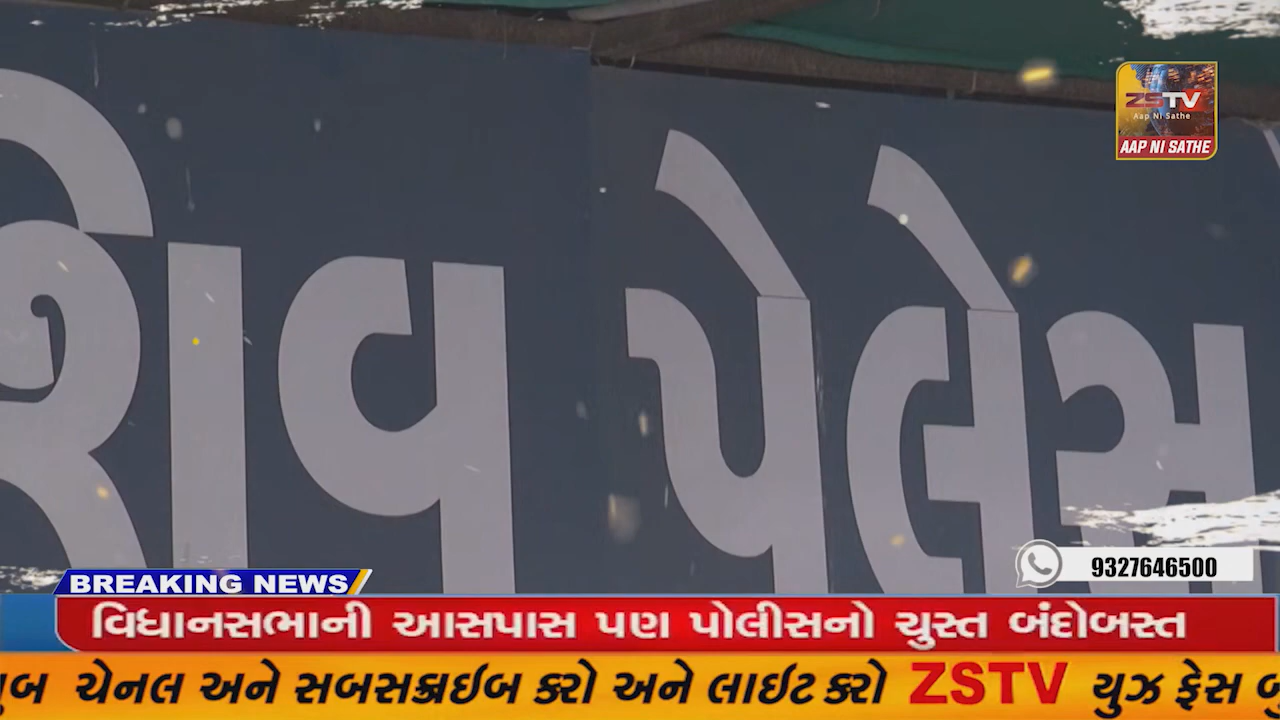 ZSTV
Aap Ni Sathe
AAP NI SATHE
શિવ પેલેસ
9327646500
BREAKING NEWS
વિધાનસભાની આસપાસ પણ પોલીસનો ચુસ્ત બંદોબસ્ત
ચેનલ અને સબસક્રાઈબ કરો અને લાઈટ કરો ZSTV યુઝ ફેસ